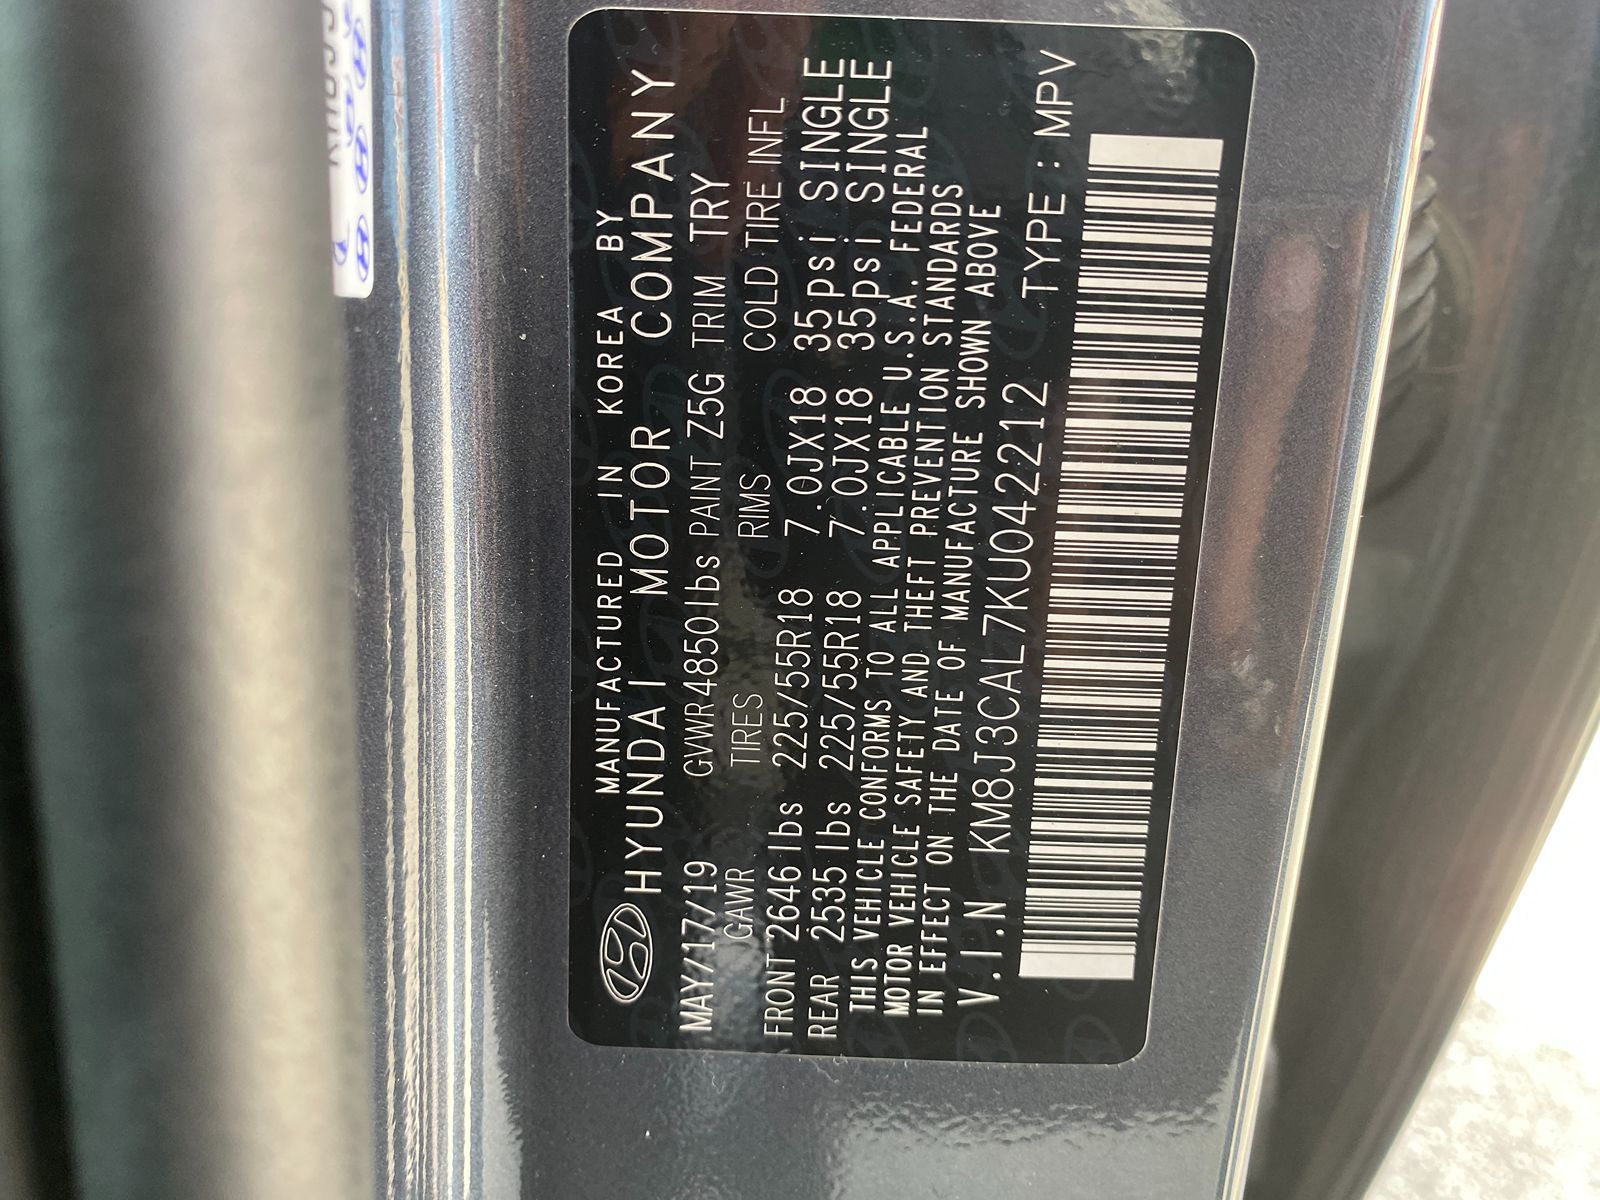 MANUFACTURED IN KOREA BY
HYUNDAI MOTOR COMPANY
MAY/17/19 GVWR 4850lbs PAINT Z5G TRIM TRY
GAWR TIRES RIMS COLD TIRE INFL
FRONT 2646 lbs 225/55R18 7.0JX18 35psi SINGLE
REAR 2535 lbs 225/55R18 7.0JX18 35psi SINGLE
THIS VEHICLE CONFORMS TO ALL APPLICABLE U.S.A. FEDERAL
MOTOR VEHICLE SAFETY AND THEFT PREVENTION STANDARDS
IN EFFECT ON THE DATE OF MANUFACTURE SHOWN ABOVE
V.I.N KM8J3CAL7KU042212 TYPE : MPV